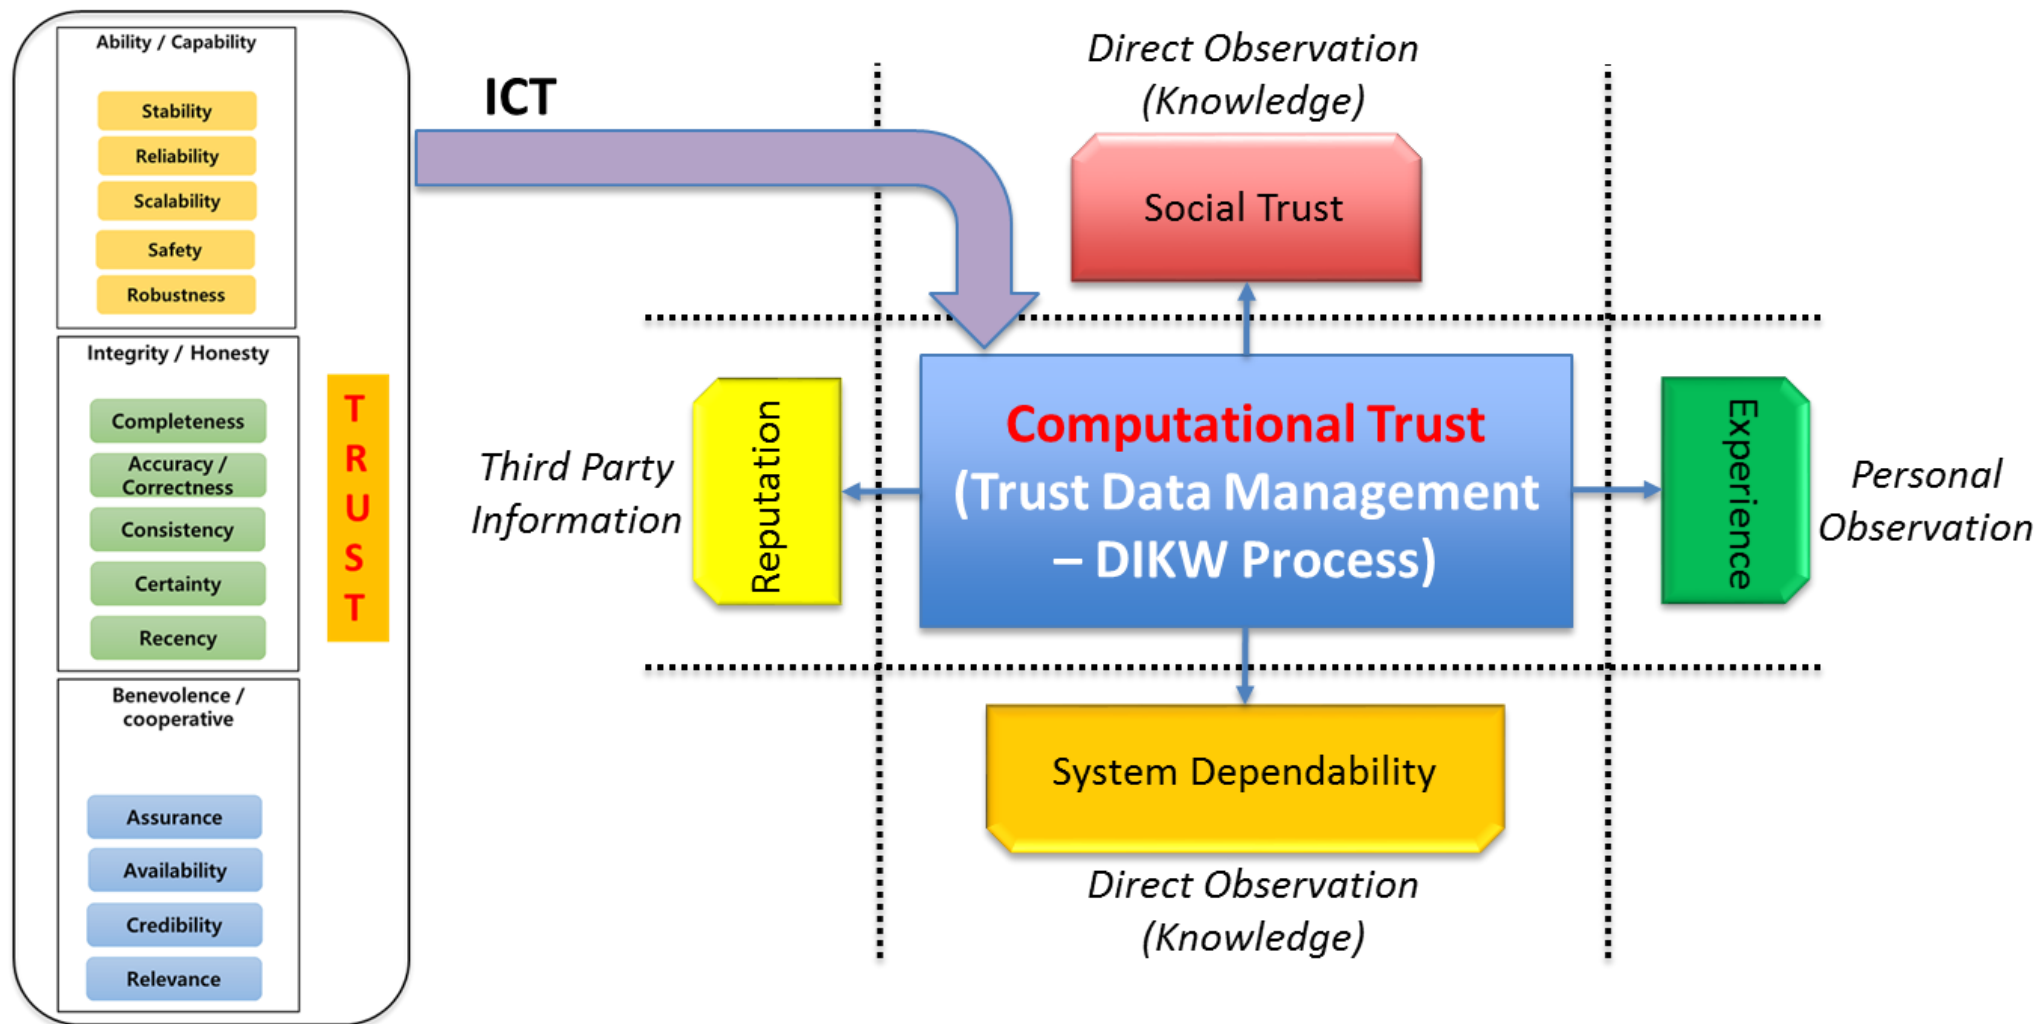 Ability / Capability
Stability
Reliability
Scalability
Safety
Robustness
Integrity / Honesty
Completeness
Accuracy /
Correctness
Consistency
Certainty
Recency
Benevolence /
cooperative
Assurance
Availability
Credibility
Relevance
T
R
U
S
T
ICT
Direct Observation
(Knowledge)
Social Trust
Third Party
Information
Reputation
Computational Trust
(Trust Data Management
– DIKW Process)
Experience
Personal
Observation
System Dependability
Direct Observation
(Knowledge)